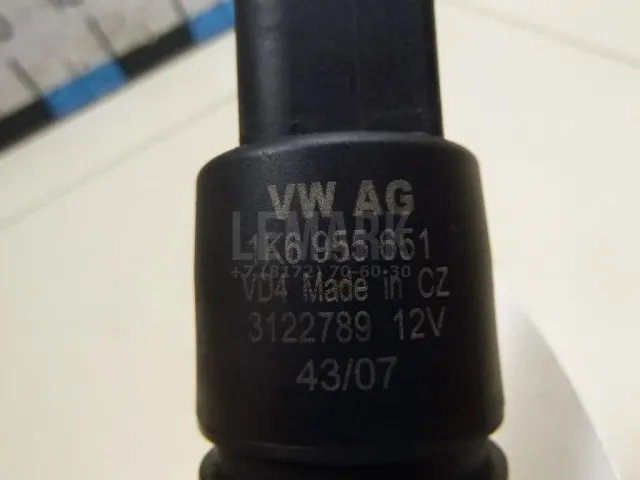 VW AG
LEMARK
1K6 955 651
+7 (8172) 70-60-30
VD4 Made in CZ
3122789 12V
43/07